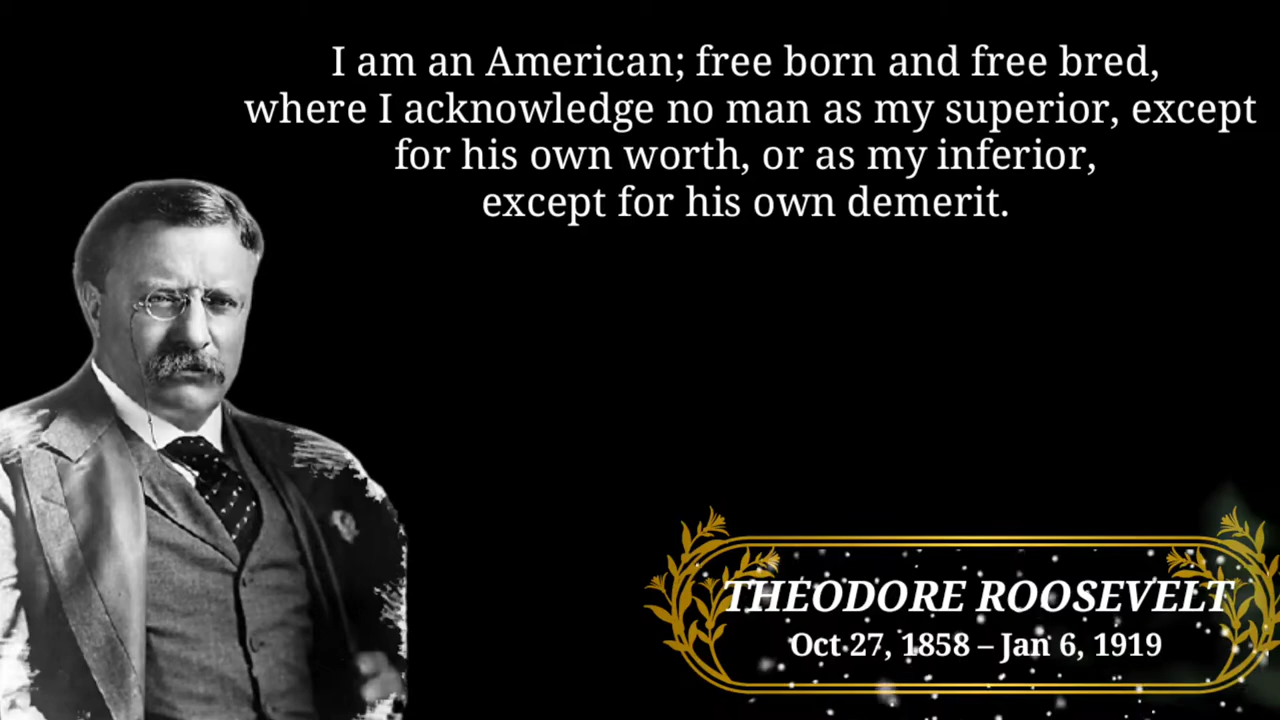 I am an American; free born and free bred,
where I acknowledge no man as my superior, except
for his own worth, or as my inferior,
except for his own demerit.
THEODORE ROOSEVELT
Oct 27, 1858 – Jan 6, 1919